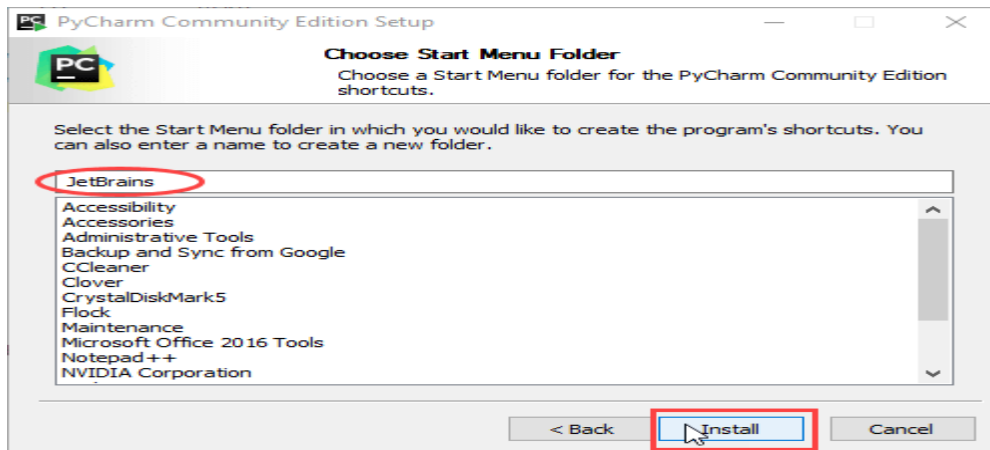 PyCharm Community Edition Setup
PC
Choose Start Menu Folder
Choose a Start Menu folder for the PyCharm Community Edition
shortcuts.
Select the Start Menu folder in which you would like to create the program's shortcuts. You
can also enter a name to create a new folder.
JetBrains
Accessibility
Accessories
Administrative Tools
Backup and Sync from Google
CCleaner
Clover
CrystalDiskMark5
Flock
Maintenance
Microsoft Office 2016 Tools
Notepad++
NVIDIA Corporation
< Back Install Cancel